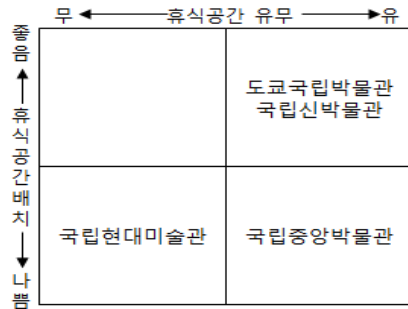 무 ◄─── 휴식공간 유무 ───► 유
좋음 ◄─── 휴식공간배치 ───► 나쁨
도쿄국립박물관
국립신박물관
국립현대미술관
국립중앙박물관